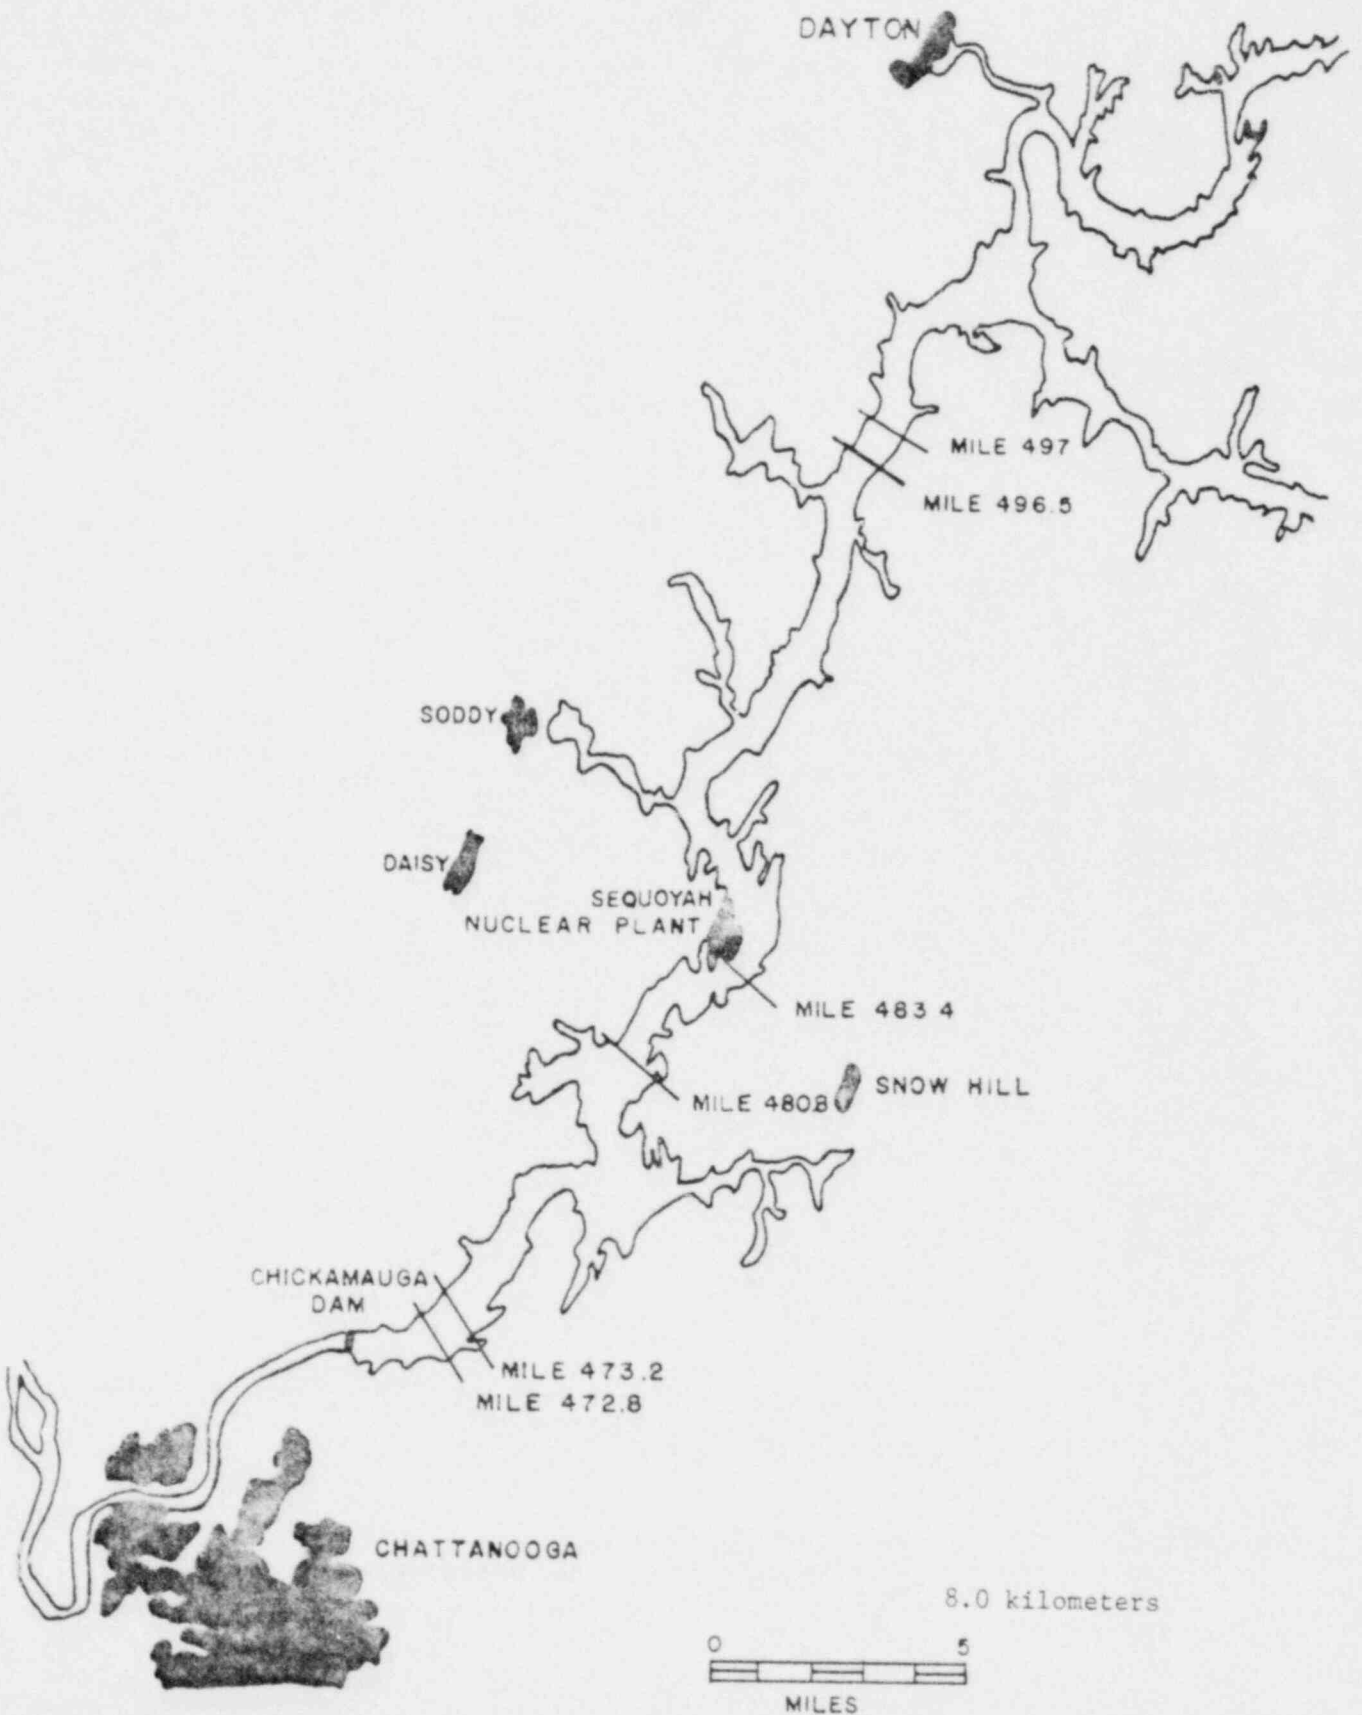 DAYTON
MILE 497
MILE 496.5
SODDY
DAISY
SEQUOYAH
NUCLEAR PLANT
MILE 483 4
MILE 480.8
SNOW HILL
CHICKAMAUGA
DAM
MILE 473.2
MILE 472.8
CHATTANOOGA
8.0 kilometers
0 5
MILES